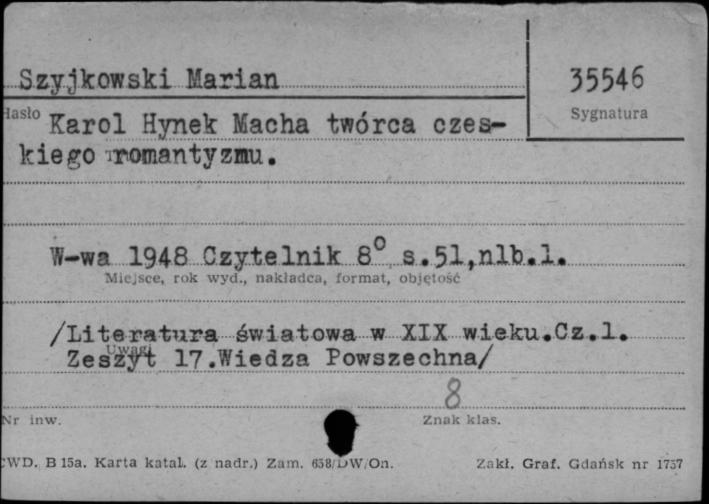 Szyjkowski Marian
35546
Hasło
Sygnatura
Karol Hynek Macha twórca czes-
kiego romantyzmu.
W-wa 1948 Czytelnik 8° s.51,nlb.1.
Miejsce, rok wyd., nakładca, format, objętość
/Literatura światowa w XIX wieku.Cz.1.
Uwagi
Zeszyt 17.Wiedza Powszechna/
8
Nr inw.
Znak klas.
CWD. B 15a. Karta katal. (z nadr.) Zam. 658/DW/On.
Zakł. Graf. Gdańsk nr 1757